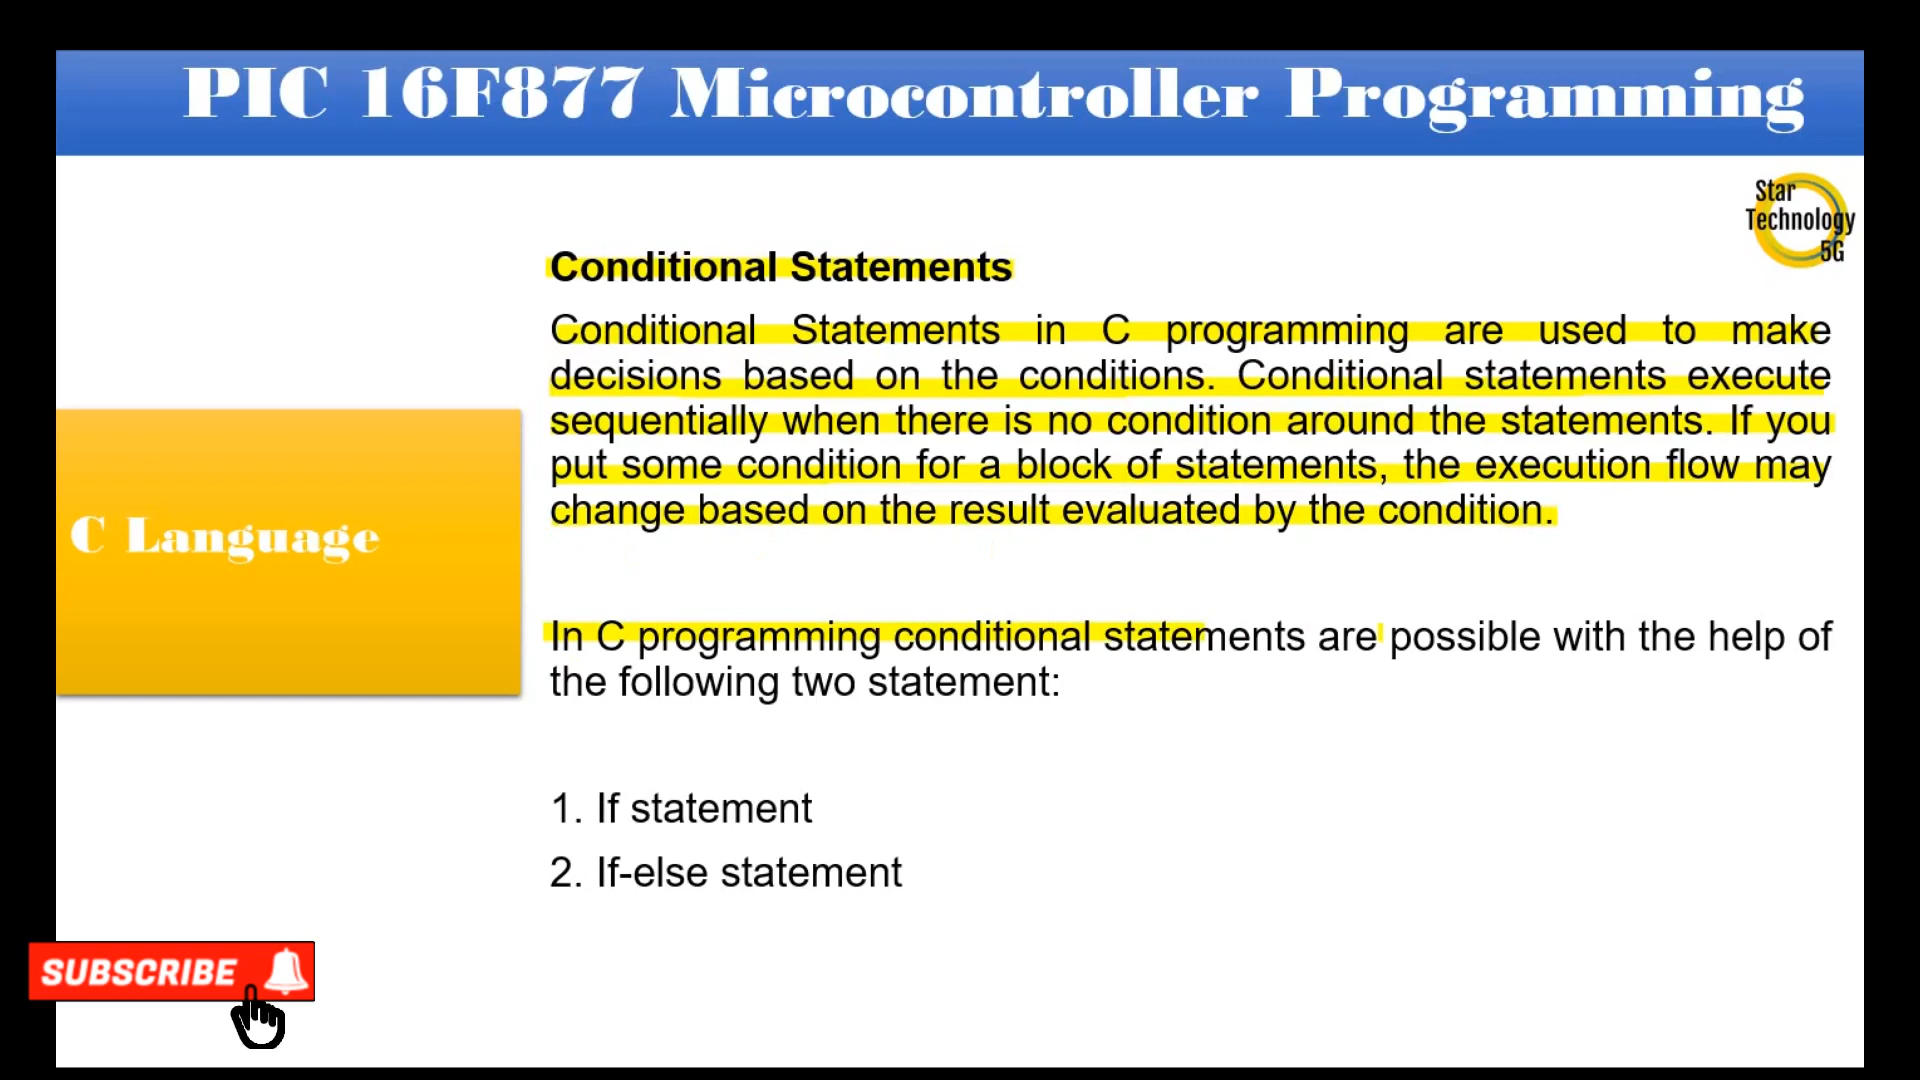 PIC 16F877 Microcontroller Programming
Star
Technology
5G
Conditional Statements
Conditional Statements in C programming are used to make
decisions based on the conditions. Conditional statements execute
sequentially when there is no condition around the statements. If you
put some condition for a block of statements, the execution flow may
change based on the result evaluated by the condition.
C Language
In C programming conditional statements are possible with the help of
the following two statement:
1. If statement
2. If-else statement
SUBSCRIBE